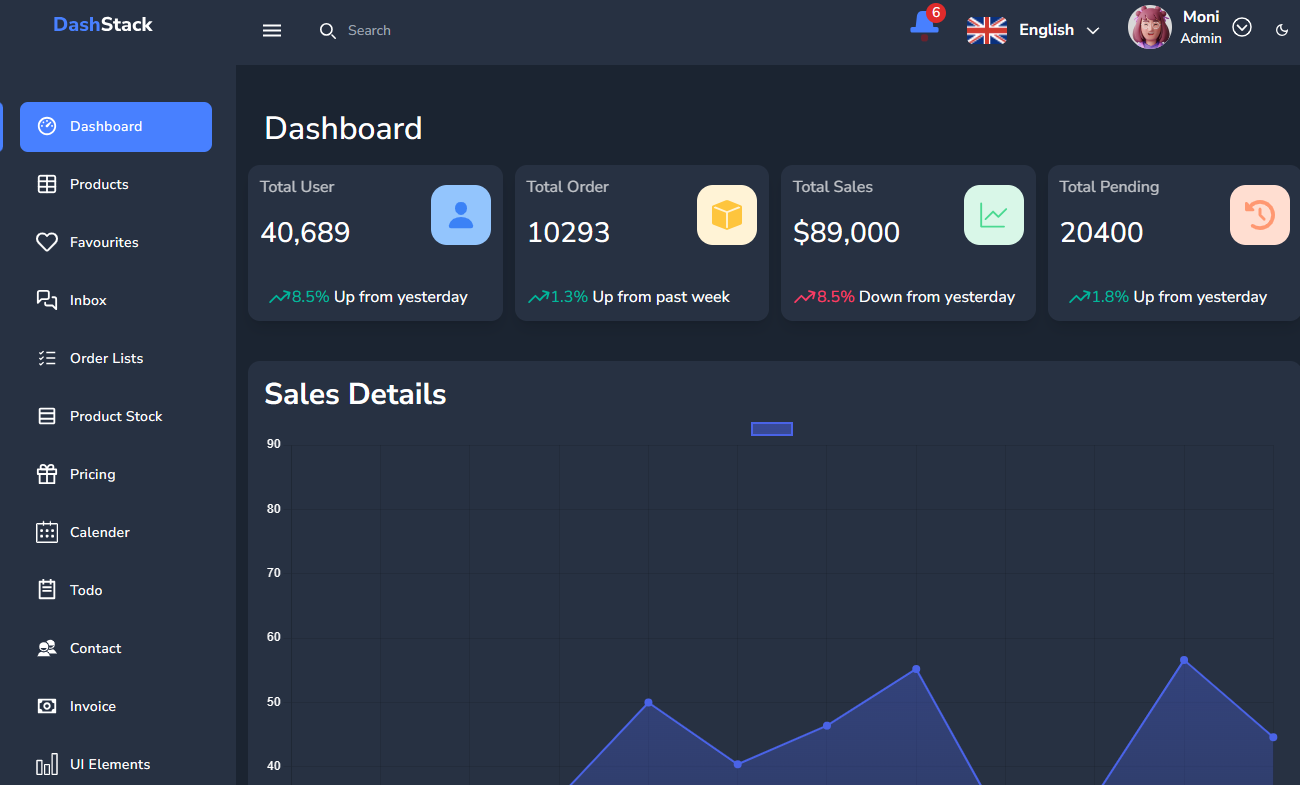 DashStack
Search
6
English
Moni
Admin
Dashboard
Products
Favourites
Inbox
Order Lists
Product Stock
Pricing
Calender
Todo
Contact
Invoice
UI Elements
Dashboard
Total User
40,689
8.5% Up from yesterday
Total Order
10293
1.3% Up from past week
Total Sales
$89,000
8.5% Down from yesterday
Total Pending
20400
1.8% Up from yesterday
Sales Details
90
80
70
60
50
40